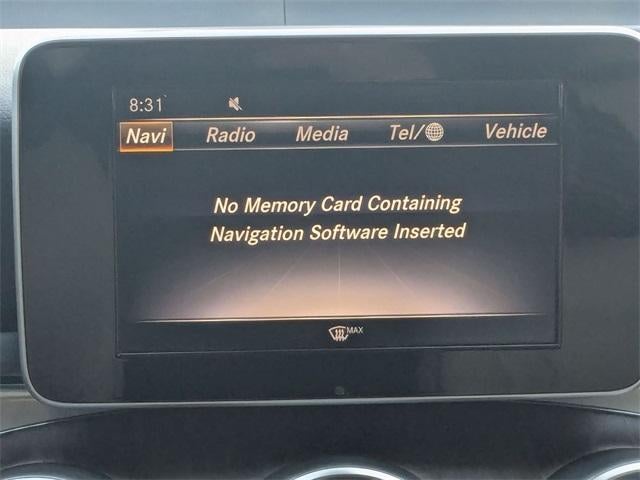 8:31
Navi Radio Media Tel/ Vehicle
No Memory Card Containing
Navigation Software Inserted
MAX